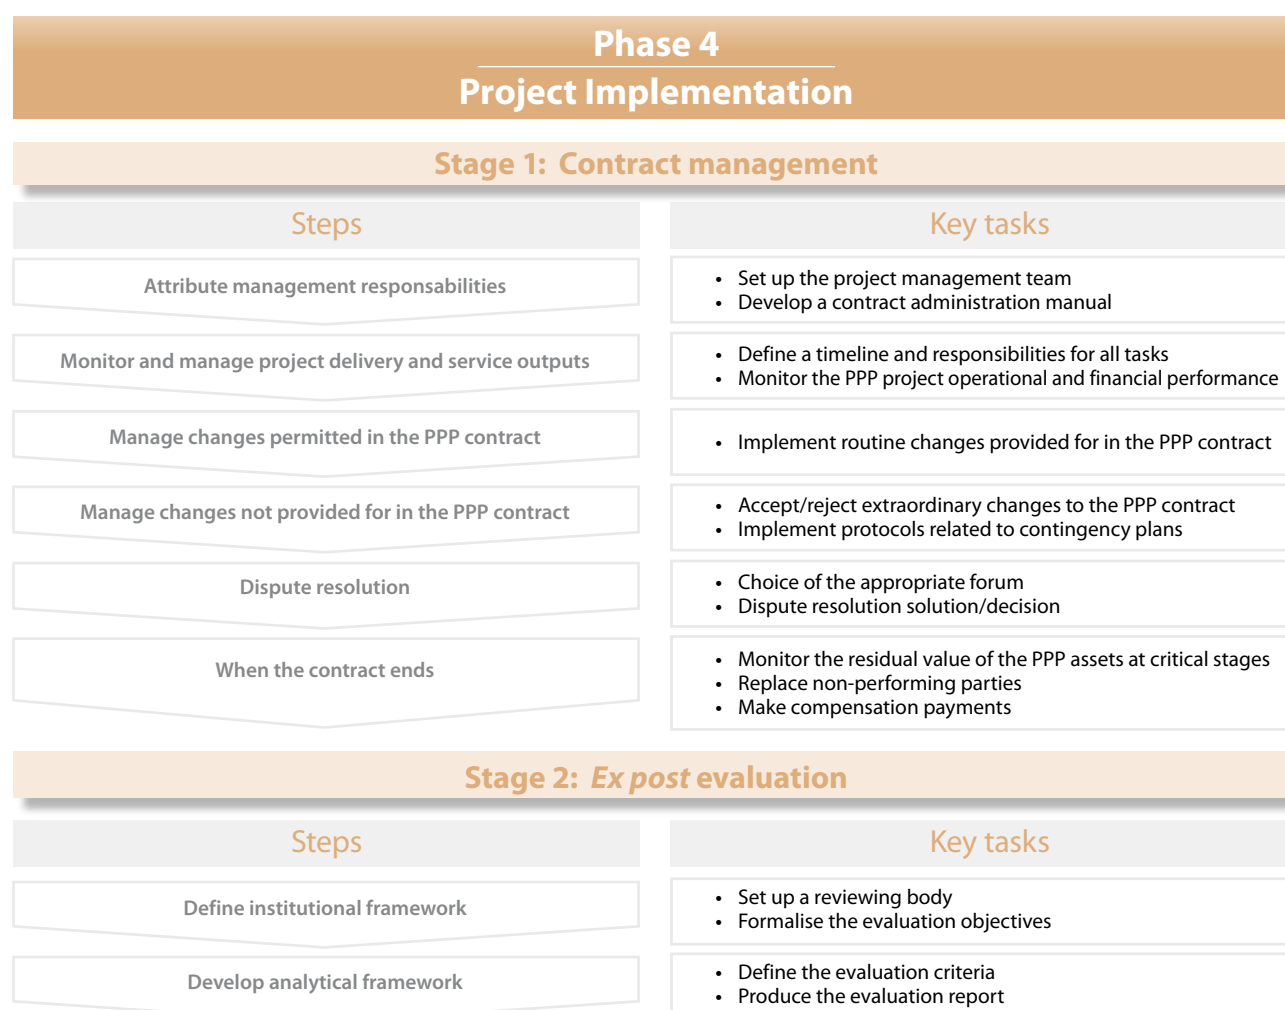 Phase 4
Project Implementation
Stage 1: Contract management
Steps
Key tasks
Attribute management responsabilities
• Set up the project management team
• Develop a contract administration manual
Monitor and manage project delivery and service outputs
• Define a timeline and responsibilities for all tasks
• Monitor the PPP project operational and financial performance
Manage changes permitted in the PPP contract
• Implement routine changes provided for in the PPP contract
Manage changes not provided for in the PPP contract
• Accept/reject extraordinary changes to the PPP contract
• Implement protocols related to contingency plans
Dispute resolution
• Choice of the appropriate forum
• Dispute resolution solution/decision
When the contract ends
• Monitor the residual value of the PPP assets at critical stages
• Replace non-performing parties
• Make compensation payments
Stage 2: Ex post evaluation
Steps
Key tasks
Define institutional framework
• Set up a reviewing body
• Formalise the evaluation objectives
Develop analytical framework
• Define the evaluation criteria
• Produce the evaluation report